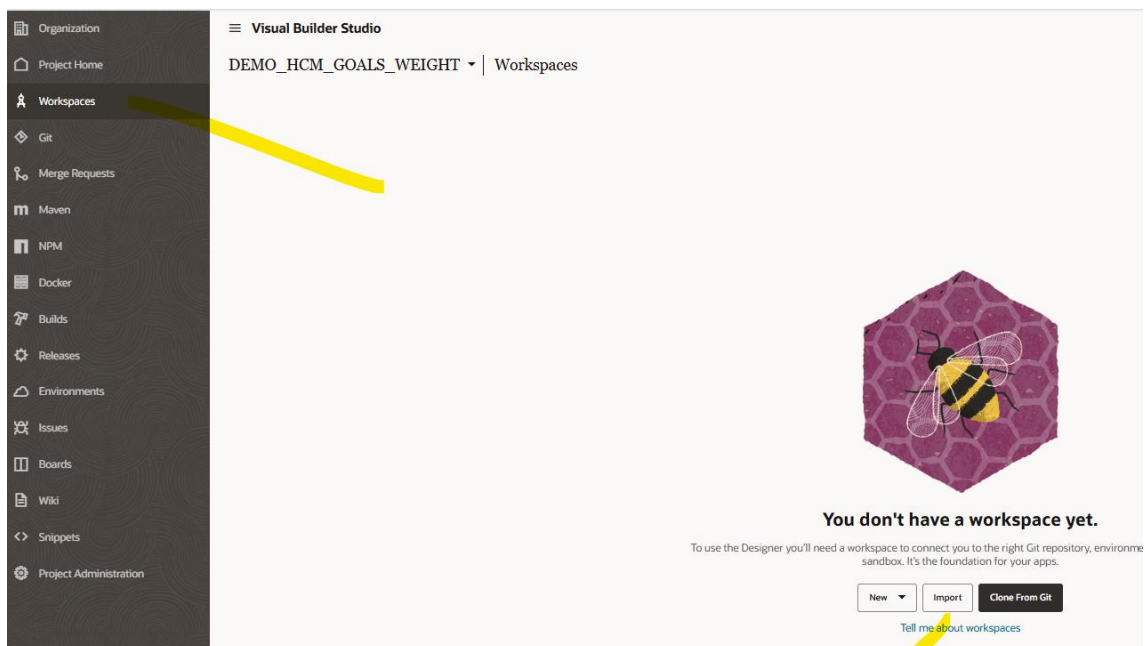 Organization
Visual Builder Studio
Project Home
DEMO_HCM_GOALS_WEIGHT | Workspaces
Workspaces
Git
Merge Requests
Maven
NPM
Docker
Builds
Releases
Environments
Issues
Boards
Wiki
Snippets
Project Administration
You don't have a workspace yet.
To use the Designer you'll need a workspace to connect you to the right Git repository, environme
sandbox. It's the foundation for your apps.
New Import Clone From Git
Tell me about workspaces